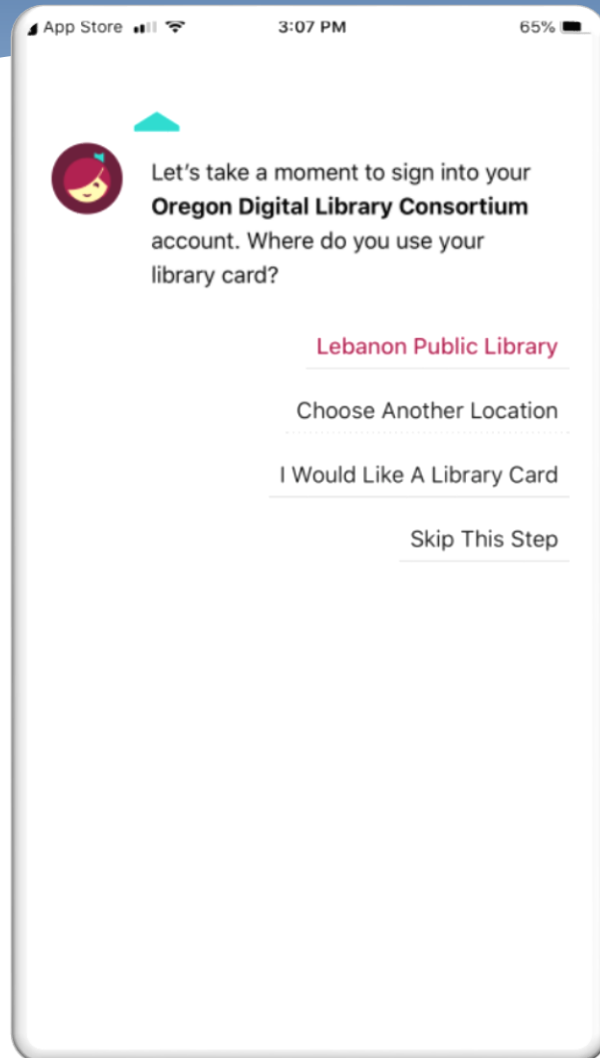 App Store 3:07 PM 65%
Let's take a moment to sign into your
Oregon Digital Library Consortium
account. Where do you use your
library card?
Lebanon Public Library
Choose Another Location
I Would Like A Library Card
Skip This Step